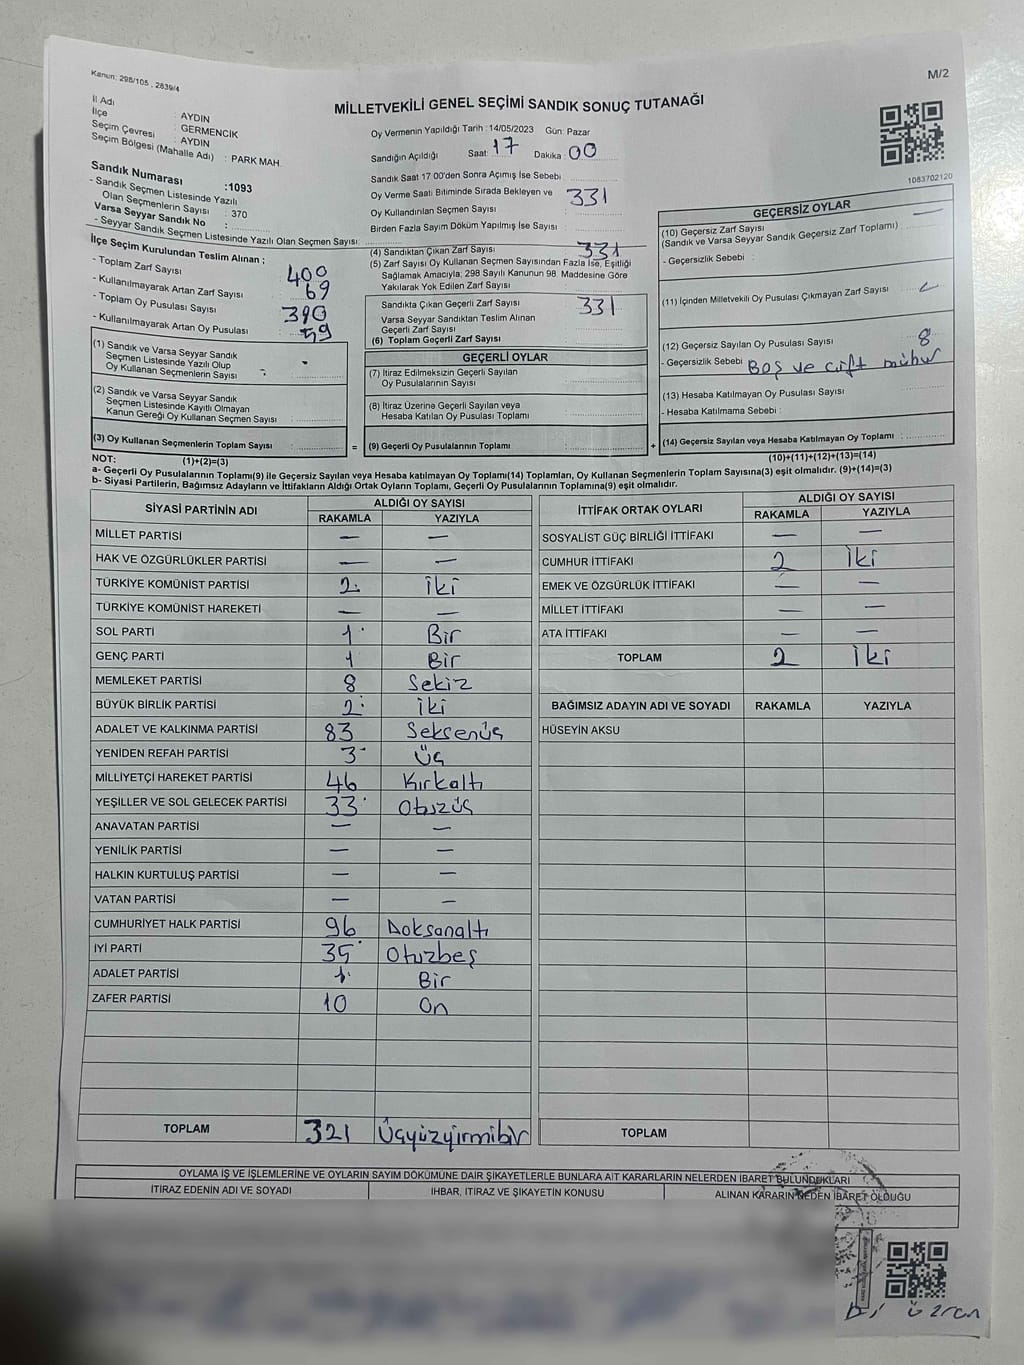 Kanun: 298/105 , 2839/4
M/2
MİLLETVEKİLİ GENEL SEÇİMİ SANDIK SONUÇ TUTANAĞI
İl Adı : AYDIN
İlçe : GERMENCİK
Seçim Çevresi : AYDIN
Seçim Bölgesi (Mahalle Adı) : PARK MAH.
Sandık Numarası :1093
- Sandık Seçmen Listesinde Yazılı
Olan Seçmenlerin Sayısı : 370
Varsa Seyyar Sandık No :
- Seyyar Sandık Seçmen Listesinde Yazılı Olan Seçmen Sayısı:
Oy Vermenin Yapıldığı Tarih :14/05/2023 Gün: Pazar
Sandığın Açıldığı Saat: 17 Dakika: 00
Sandık Saat 17:00'den Sonra Açımış İse Sebebi
Oy Verme Saati Bitiminde Sırada Bekleyen ve
Oy Kullandırılan Seçmen Sayısı : 331
Birden Fazla Sayım Döküm Yapılmış İse Sayısı
1083702120
İlçe Seçim Kurulundan Teslim Alınan ;
- Toplam Zarf Sayısı 400
- Kullanılmayarak Artan Zarf Sayısı 69
- Toplam Oy Pusulası Sayısı 390
- Kullanılmayarak Artan Oy Pusulası 59
(1) Sandık ve Varsa Seyyar Sandık
Seçmen Listesinde Yazılı Olup
Oy Kullanan Seçmenlerin Sayısı -
(2) Sandık ve Varsa Seyyar Sandık
Seçmen Listesinde Kayıtlı Olmayan
Kanun Gereği Oy Kullanan Seçmen Sayısı
(3) Oy Kullanan Seçmenlerin Toplam Sayısı
(1)+(2)=(3)
(4) Sandıktan Çıkan Zarf Sayısı 331
(5) Zarf Sayısı Oy Kullanan Seçmen Sayısından Fazla İse, Eşitliği
Sağlamak Amacıyla, 298 Sayılı Kanunun 98. Maddesine Göre
Yakılarak Yok Edilen Zarf Sayısı
Sandıkta Çıkan Geçerli Zarf Sayısı 331
Varsa Seyyar Sandıktan Teslim Alınan
Geçerli Zarf Sayısı
(6) Toplam Geçerli Zarf Sayısı
GEÇERLİ OYLAR
(7) İtiraz Edilmeksizin Geçerli Sayılan
Oy Pusulalarının Sayısı
(8) İtiraz Üzerine Geçerli Sayılan veya
Hesaba Katılan Oy Pusulası Toplamı
= (9) Geçerli Oy Pusulalarının Toplamı +
GEÇERSİZ OYLAR
(10) Geçersiz Zarf Sayısı —
(Sandık ve Varsa Seyyar Sandık Geçersiz Zarf Toplamı)
- Geçersizlik Sebebi :
(11) İçinden Milletvekili Oy Pusulası Çıkmayan Zarf Sayısı
(12) Geçersiz Sayılan Oy Pusulası Sayısı 8
- Geçersizlik Sebebi Boş ve çift mühür
(13) Hesaba Katılmayan Oy Pusulası Sayısı
- Hesaba Katılmama Sebebi :
(14) Geçersiz Sayılan veya Hesaba Katılmayan Oy Toplamı :
(10)+(11)+(12)+(13)=(14)
NOT:
a- Geçerli Oy Pusulalarının Toplamı(9) ile Geçersiz Sayılan veya Hesaba katılmayan Oy Toplam(14) Toplamları, Oy Kullanan Seçmenlerin Toplam Sayısına(3) eşit olmalıdır. (9)+(14)=(3)
b- Siyasi Partilerin, Bağımsız Adayların ve İttifakların Aldığı Ortak Oyların Toplamı, Geçerli Oy Pusulalarının Toplamına(9) eşit olmalıdır.
SİYASİ PARTİNİN ADI ALDIĞI OY SAYISI
RAKAMLA YAZIYLA
MİLLET PARTİSİ — —
HAK VE ÖZGÜRLÜKLER PARTİSİ — —
TÜRKİYE KOMÜNİST PARTİSİ 2 İki
TÜRKİYE KOMÜNİST HAREKETİ — —
SOL PARTİ 1 Bir
GENÇ PARTİ 1 Bir
MEMLEKET PARTİSİ 8 Sekiz
BÜYÜK BİRLİK PARTİSİ 2 İki
ADALET VE KALKINMA PARTİSİ 83 Seksenüç
YENİDEN REFAH PARTİSİ 3 Üç
MİLLİYETÇİ HAREKET PARTİSİ 46 Kırkaltı
YEŞİLLER VE SOL GELECEK PARTİSİ 33 Otuzüç
ANAVATAN PARTİSİ — —
YENİLİK PARTİSİ — —
HALKIN KURTULUŞ PARTİSİ — —
VATAN PARTİSİ — —
CUMHURİYET HALK PARTİSİ 96 Doksanaltı
İYİ PARTİ 35 Otuzbeş
ADALET PARTİSİ 1 Bir
ZAFER PARTİSİ 10 On
TOPLAM 321 Üçyüzyirmibir
İTTİFAK ORTAK OYLARI ALDIĞI OY SAYISI
RAKAMLA YAZIYLA
SOSYALİST GÜÇ BİRLİĞİ İTTİFAKI — —
CUMHUR İTTİFAKI 2 İki
EMEK VE ÖZGÜRLÜK İTTİFAKI — —
MİLLET İTTİFAKI — —
ATA İTTİFAKI — —
TOPLAM 2 İki
BAĞIMSIZ ADAYIN ADI VE SOYADI RAKAMLA YAZIYLA
HÜSEYİN AKSU
TOPLAM
OYLAMA İŞ VE İŞLEMLERİNE VE OYLARIN SAYIM DÖKÜMÜNE DAİR ŞİKAYETLERLE BUNLARA AİT KARARLARIN NELERDEN İBARET BULUNDUKLARI
İTİRAZ EDENİN ADI VE SOYADI İHBAR, İTİRAZ VE ŞİKAYETİN KONUSU ALINAN KARARIN NEDEN İBARET OLDUĞU